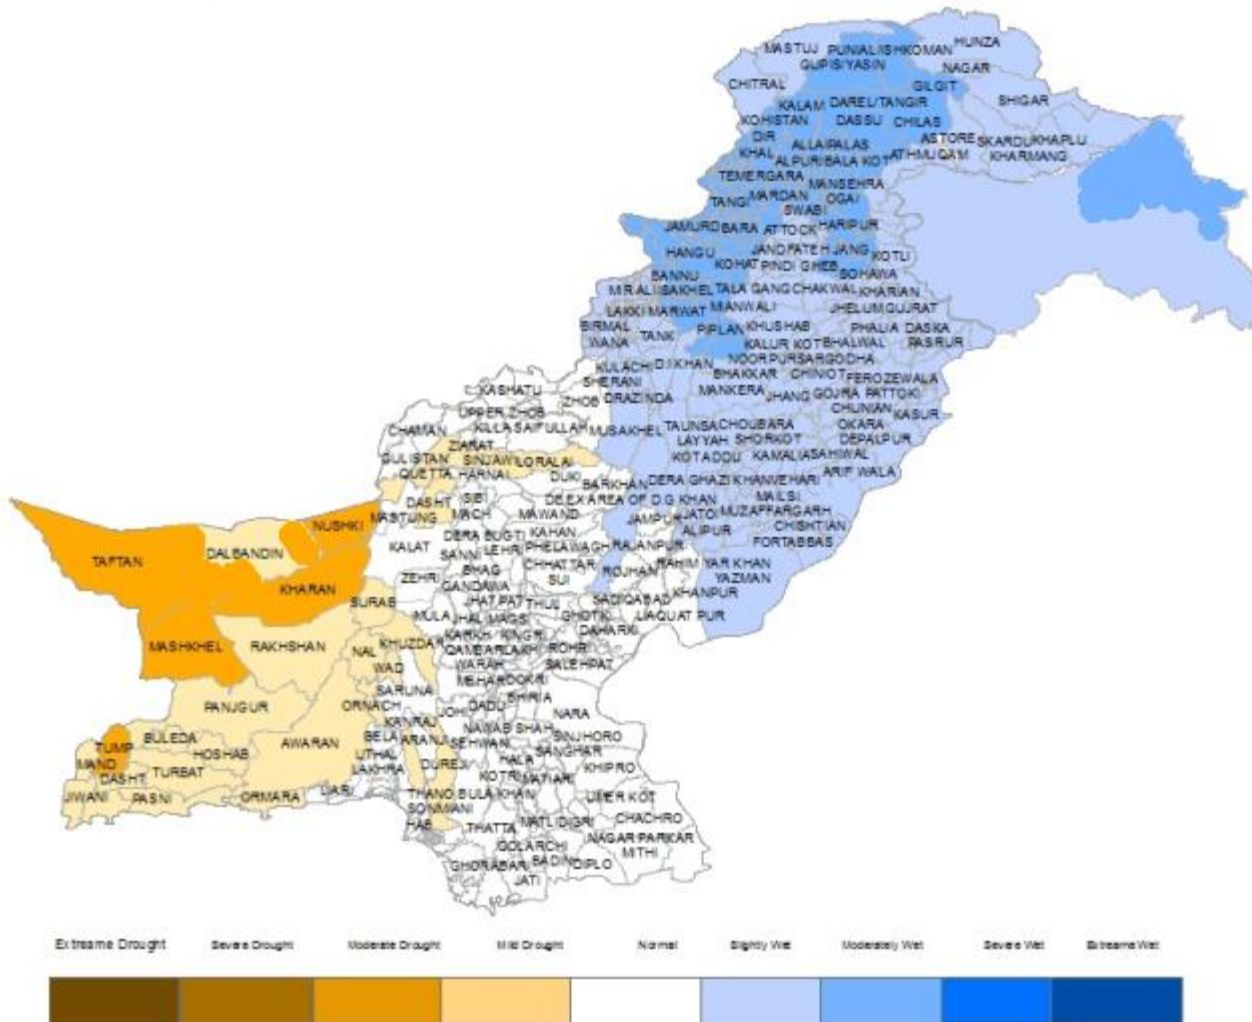 HUNZA
MASTUJ PUNIAL ISHKOMAN
GUPIS/YASIN NAGAR
CHITRAL GILGIT
SHIGAR
KALAM DAREL/TANGIR
KOHISTAN DASSU CHILAS
DIR ASTORE SKARDU KHAPLU
ALLAI PALAS
KHAL ALPURI BALA KOT ATHMUQAM KHARMANG
TEMERGARA MANSEHRA
TANGI MARDAN OGAI
SWABI
JAMURD BARA ATTOCK HARIPUR
HANGU JAND FATEH JANG KOTLI
KOHAT PINDI GHEB
BANNU SOHAWA
MIR ALI ISAKHEL TALA GANG CHAKWAL KHARIAN
LAKKI MARWAT MIANWALI JHELUM GUJRAT
BIRMAL TANK PIPLAN KHUSHAB PHALIA DASKA
WANA KALUR KOT BHALWAL PASRUR
KULACHI D.I KHAN NOORPUR SARGODHA
SHERANI BHAKKAR CHINIOT FEROZEWALA
KASHATU ZHOB DRAZINDA MANKERA JHANG GOJRA PATTOKI
UPPER ZHOB CHUNIAN KASUR
CHAMAN KILLA SAIFULLAH MUSAKHEL TAUNSA CHOUBARA OKARA
ZIARAT LAYYAH SHORKOT DEPALPUR
GULISTAN SINJAWI LORALAI KOT ADDU KAMALIA SAHIWAL
QUETTA HARNAI DUKI BARKHAN DERA GHAZI KHAN VEHARI ARIF WALA
DASHT SIBI DE.EX AREA OF D.G KHAN MAILSI
MASTUNG MACH MAWAND JAMPUR JATOI MUZAFFARGARH
NUSHKI ALIPUR CHISHTIAN
DERA BUGTI KAHAN FORTABBAS
KALAT SANNI LEHRI PHELAWAGH RAJANPUR
TAFTAN DALBANDIN BHAG CHHATTAR ROJHAN RAHIM YAR KHAN
ZEHRI GANDAWA SUI YAZMAN
KHARAN SURAB JHAT PAT THUL SADIQABAD KHANPUR
MULA JHAL MAGSI GHOTKI LIAQUAT PUR
DAHARKI
MASHKHEL RAKHSHAN NAL KHUZDAR KARKH KINGRI
QAMBAR LAKHI ROHRI
WAD WARAH SALEHPAT
SARUNA MEHAR DOKRI
PANJGUR ORNACH JOHI DADU BHIRIA
KANRAJ NARA
BULEDA AWARAN BELA ARANJI NAWAB SHAH SINJHORO
TUMP HOSHAB UTHAL SEHWAN SANGHAR
MAND LAKHRA DUREJI HALA KHIPRO
DASHT TURBAT KOTRI MATIARI
JIWANI PASNI ORMARA LIARI THANO BULA KHAN UMER KOT
SONMIANI
HAB THATTA MATLI DIGRI CHACHRO
GOLARCHI NAGAR PARKAR
GHORABARI BADIN DIPLO MITHI
JATI
Extreame Drought Severe Drought Moderate Drought Mild Drought Normal Slightly Wet Moderately Wet Severe Wet Extreame Wet